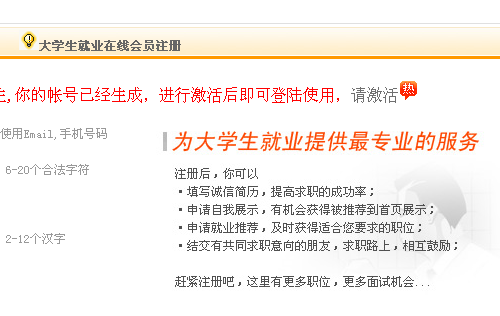 大学生就业在线会员注册
,你的帐号已经生成，进行激活后即可登陆使用，请激活 热
使用Email,手机号码
为大学生就业提供最专业的服务
6-20个合法字符
注册后，你可以
·填写诚信简历，提高求职的成功率；
·申请自我展示，有机会获得被推荐到首页展示；
·申请就业推荐，及时获得适合您要求的职位；
2-12个汉字
·结交有共同求职意向的朋友，求职路上，相互鼓励；
赶紧注册吧，这里有更多职位，更多面试机会...